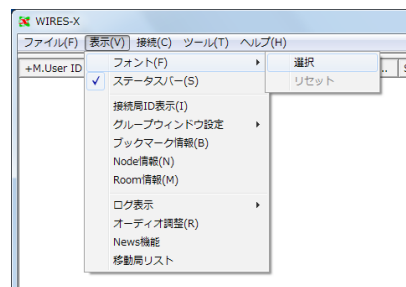 WIRES-X
ファイル(F) 表示(V) 接続(C) ツール(T) ヘルプ(H)
+M.User ID
フォント(F)
選択
リセット
ステータスバー(S)
接続局ID表示(I)
グループウィンドウ設定
ブックマーク情報(B)
Node情報(N)
Room情報(M)
ログ表示
オーディオ調整(R)
News機能
移動局リスト